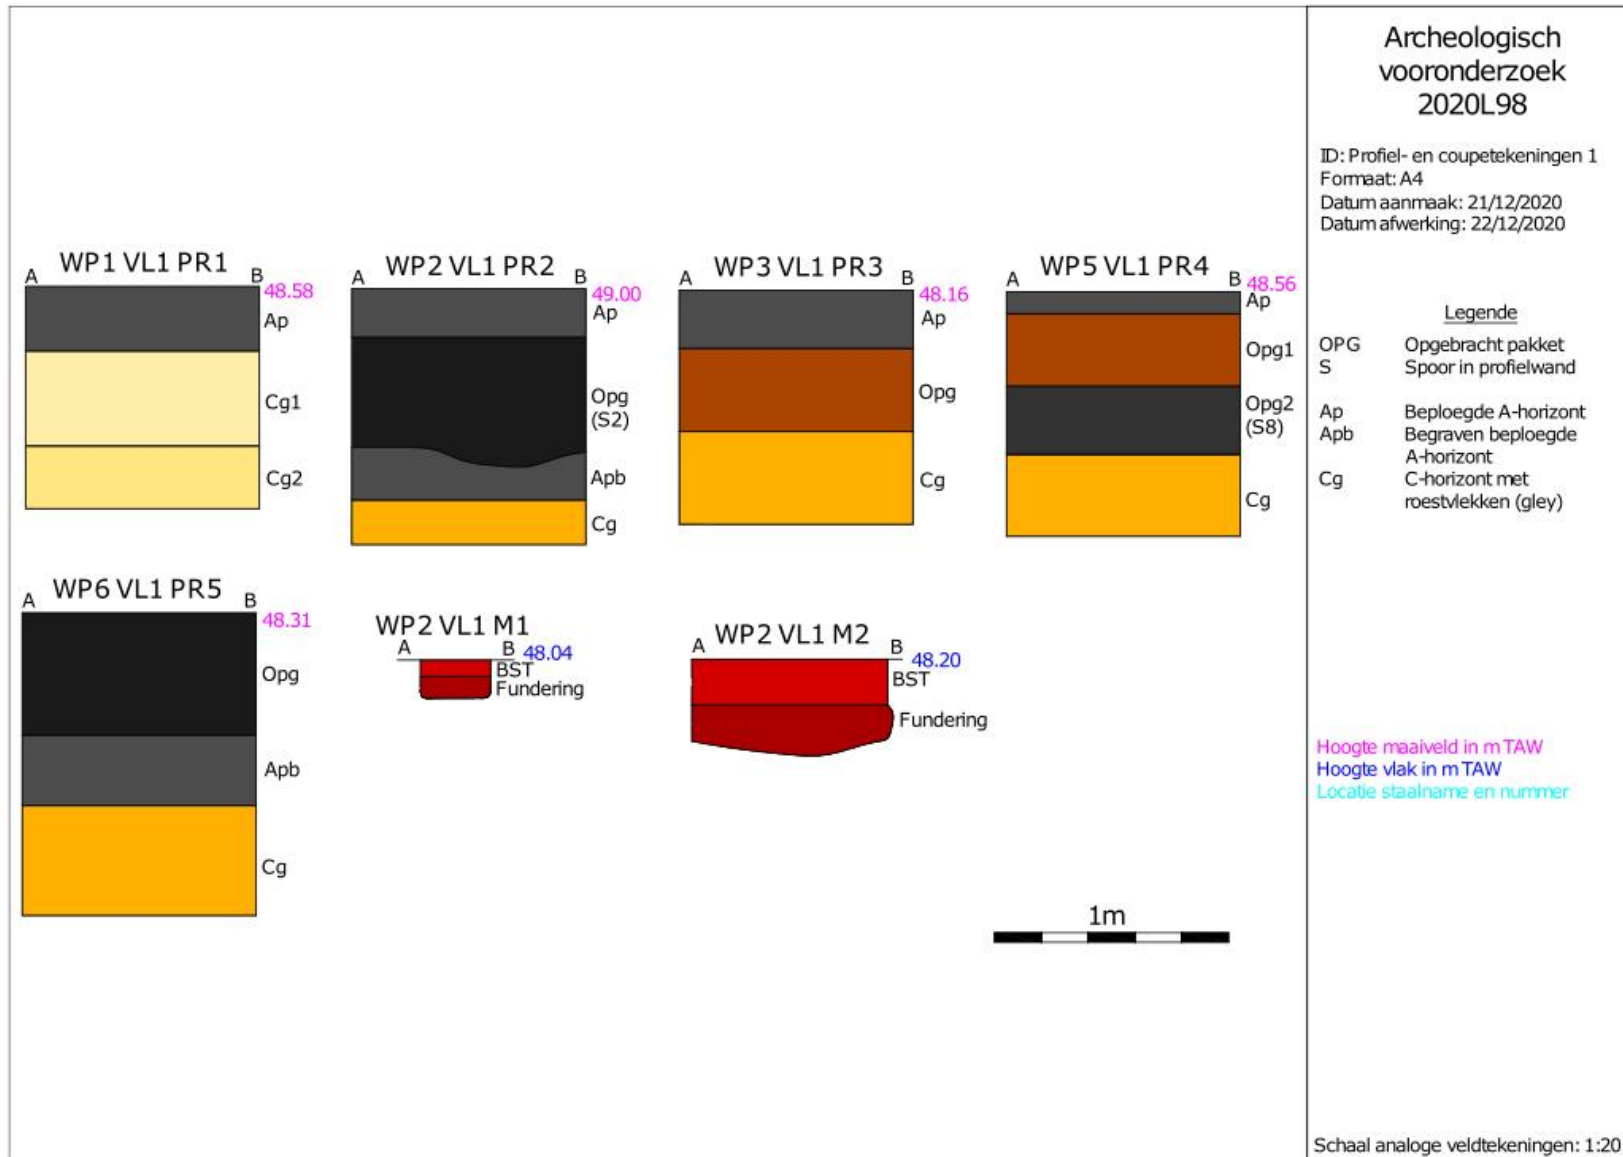 Archeologisch
vooronderzoek
2020L98
ID: Profiel- en coupetekeningen 1
Formaat: A4
Datum aanmaak: 21/12/2020
Datum afwerking: 22/12/2020
WP1 VL1 PR1
A B
48.58
Ap
Cg1
Cg2
WP2 VL1 PR2
A B
49.00
Ap
Opg
(S2)
Apb
Cg
WP3 VL1 PR3
A B
48.16
Ap
Opg
Cg
WP5 VL1 PR4
A B
48.56
Ap
Opg1
Opg2
(S8)
Cg
Legende
OPG Opgebracht pakket
S Spoor in profielwand
Ap Beploegde A-horizont
Apb Begraven beploegde
A-horizont
Cg C-horizont met
roestvlekken (gley)
WP6 VL1 PR5
A B
48.31
Opg
Apb
Cg
WP2 VL1 M1
A B 48.04
BST
Fundering
WP2 VL1 M2
A B 48.20
BST
Fundering
Hoogte maaiveld in m TAW
Hoogte vlak in m TAW
Locatie staalname en nummer
1m
Schaal analoge veldtekeningen: 1:20